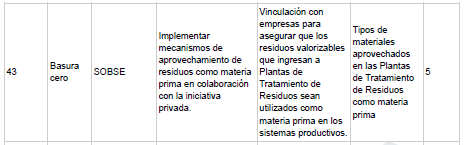 43
Basura
cero
SOBSE
Implementar
mecanismos de
aprovechamiento de
residuos como materia
prima en colaboración
con la iniciativa
privada.
Vinculación con
empresas para
asegurar que los
residuos valorizables
que ingresan a
Plantas de
Tratamiento de
Residuos sean
utilizados como
materia prima en los
sistemas productivos.
Tipos de
materiales
aprovechados
en las Plantas
de Tratamiento
de Residuos
como materia
prima
5